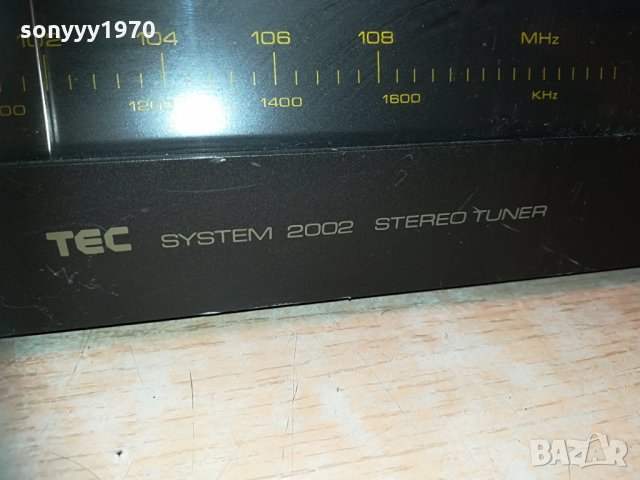 sonyyy1970
102 104 106 108 MHz
1200 1400 1600 KHz
TEC SYSTEM 2002 STEREO TUNER
BAZAR